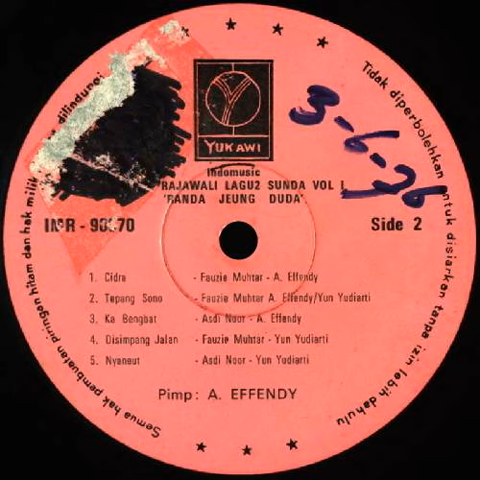 YUKAWI
Indomusic
RAJAWALI LAGU2 SUNDA VOL I
'RANDA JEUNG DUDA'
Side 2
1. Cidra - Fauzie Muhtar - A. Effendy
2. Tepang Sono - Fauzie Muhtar A. Effendy/Yun Yudiarti
3. Ka Bengbat - Asdi Noor - A. Effendy
4. Disimpang Jalan - Fauzie Muhtar - Yun Yudiarti
5. Nyaneut - Asdi Noor - Yun Yudiarti
Pimp: A. EFFENDY
Semua hak pembuatan piringan hitam dan hak milik dilindungi
Tidak diperbolehkan untuk disiarkan tanpa izin lebih dahulu
3-6-76